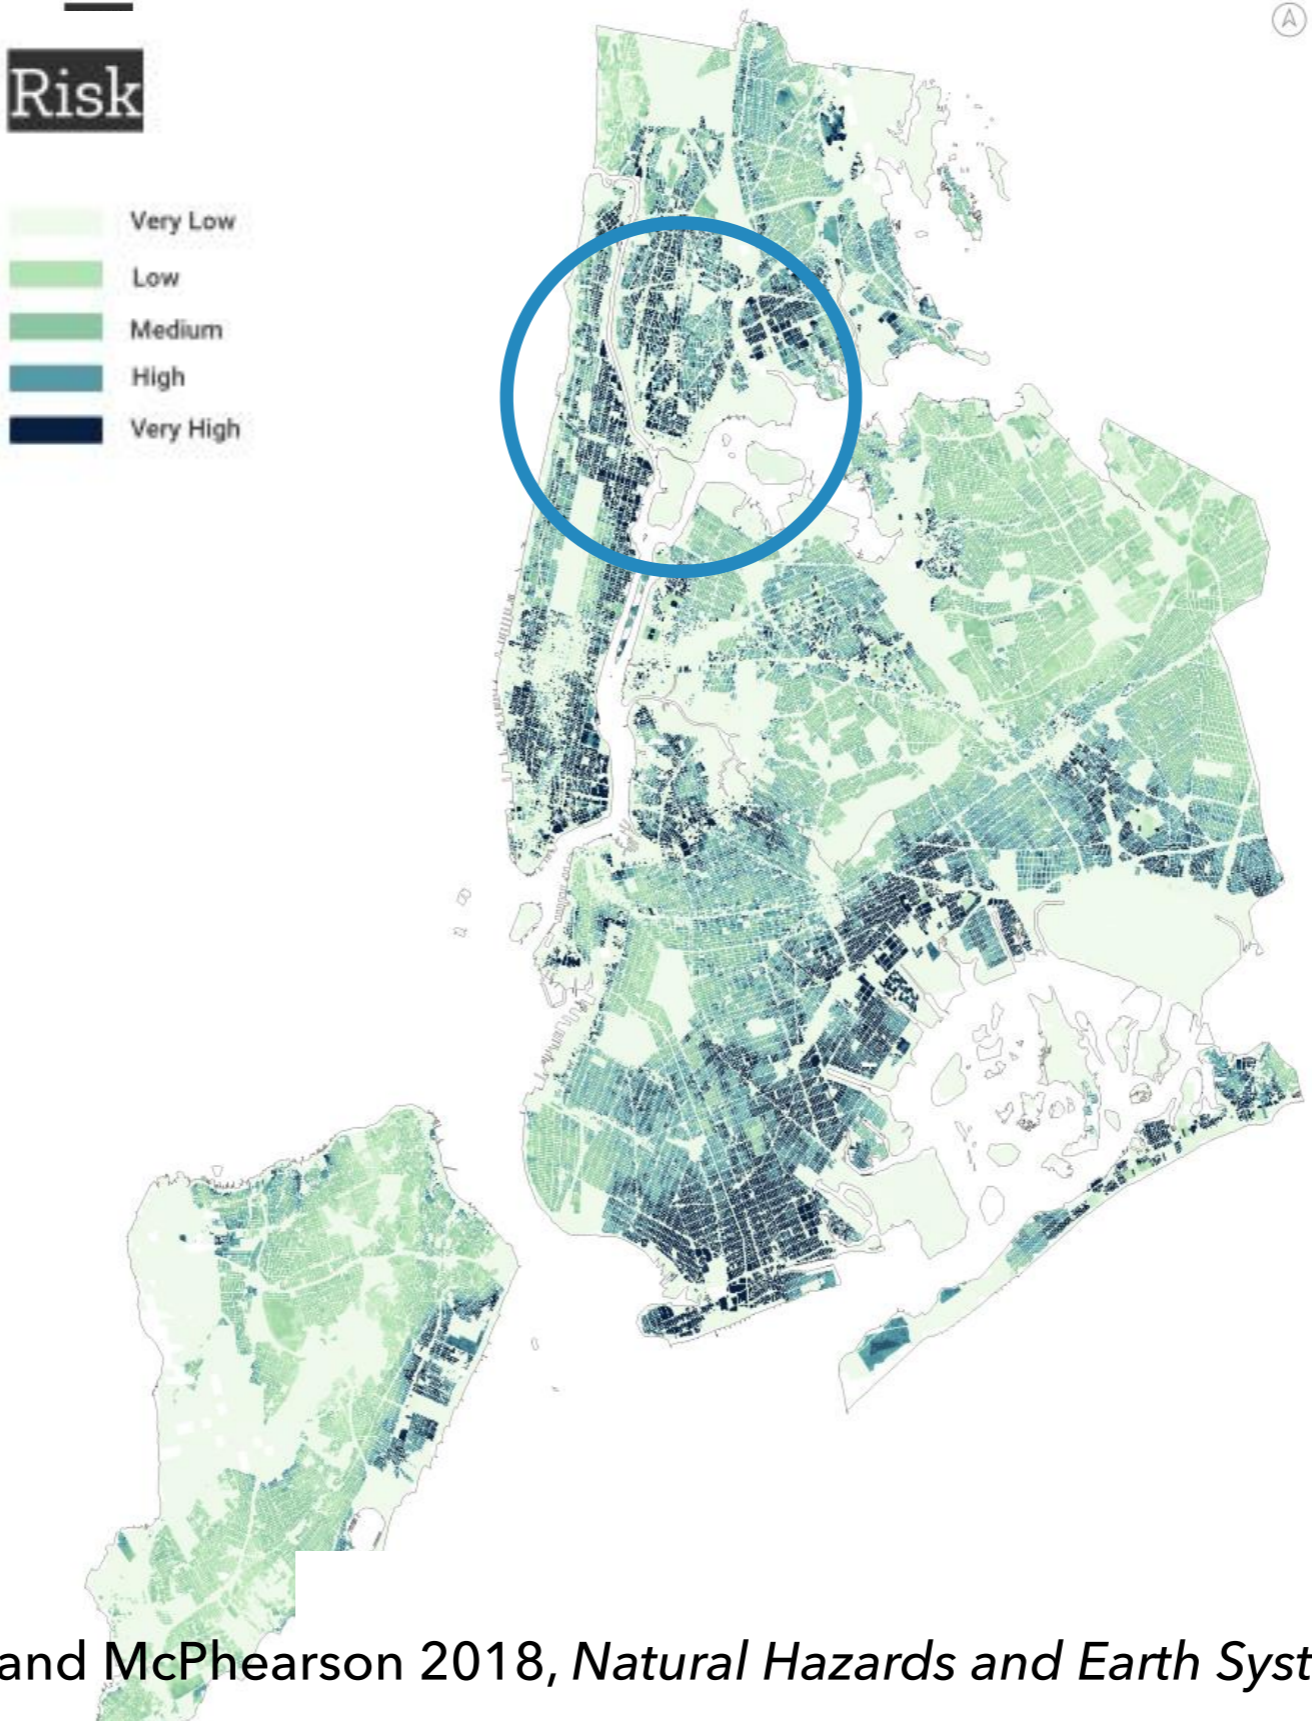 Risk
Very Low
Low
Medium
High
Very High
and McPhearson 2018, Natural Hazards and Earth Syst